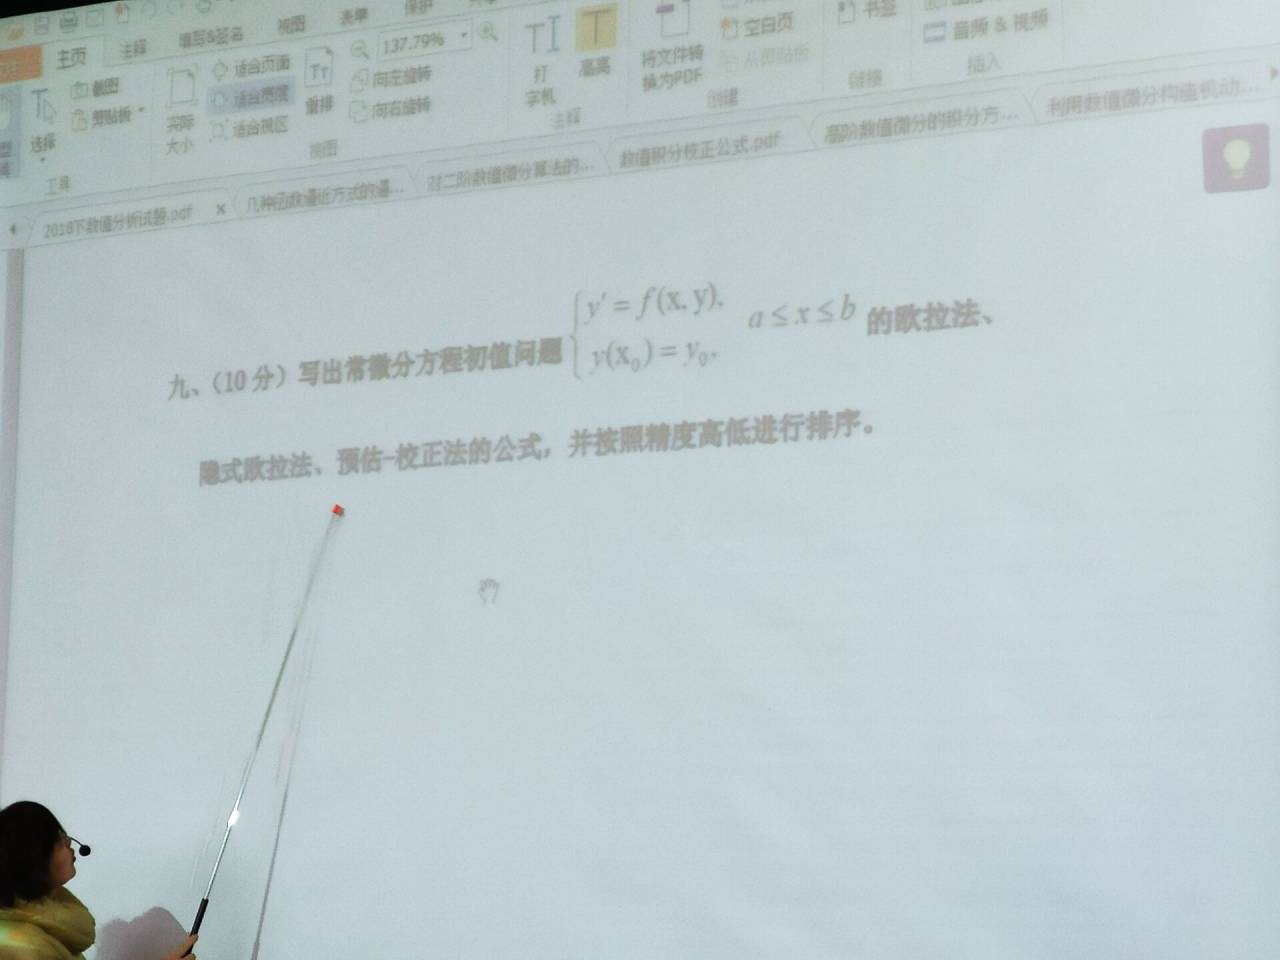 视图 表单 保护
主页 注释 填写&签名
截图
剪贴板
选择
工具
实际大小
适合页面
适合宽度
适合视区
重排
137.79%
向左旋转
向右旋转
视图
打字机
高亮
注释
将文件转换为PDF
空白页
从剪贴板
创建
书签
链接
音频 & 视频
插入
2018下数值分析试题.pdf × 几种函数逼近方式的逼... 对二阶数值微分算法的... 数值积分校正公式.pdf 高阶数值微分的积分方... 利用数值微分构造机动...
九、（10 分）写出常微分方程初值问题 { y' = f(x, y), y(x₀) = y₀. a ≤ x ≤ b 的欧拉法、
隐式欧拉法、预估-校正法的公式，并按照精度高低进行排序。